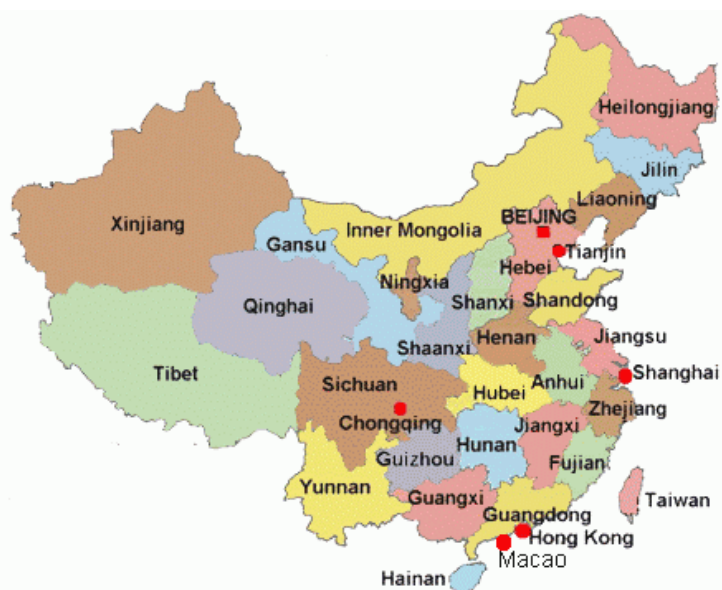 Heilongjiang
Jilin
Liaoning
Xinjiang
BEIJING
Inner Mongolia
Gansu
Tianjin
Hebei
Ningxia
Qinghai
Shanxi
Shandong
Henan
Jiangsu
Shaanxi
Tibet
Shanghai
Sichuan
Anhui
Hubei
Zhejiang
Chongqing
Jiangxi
Hunan
Guizhou
Fujian
Yunnan
Guangxi
Taiwan
Guangdong
Hong Kong
Macao
Hainan